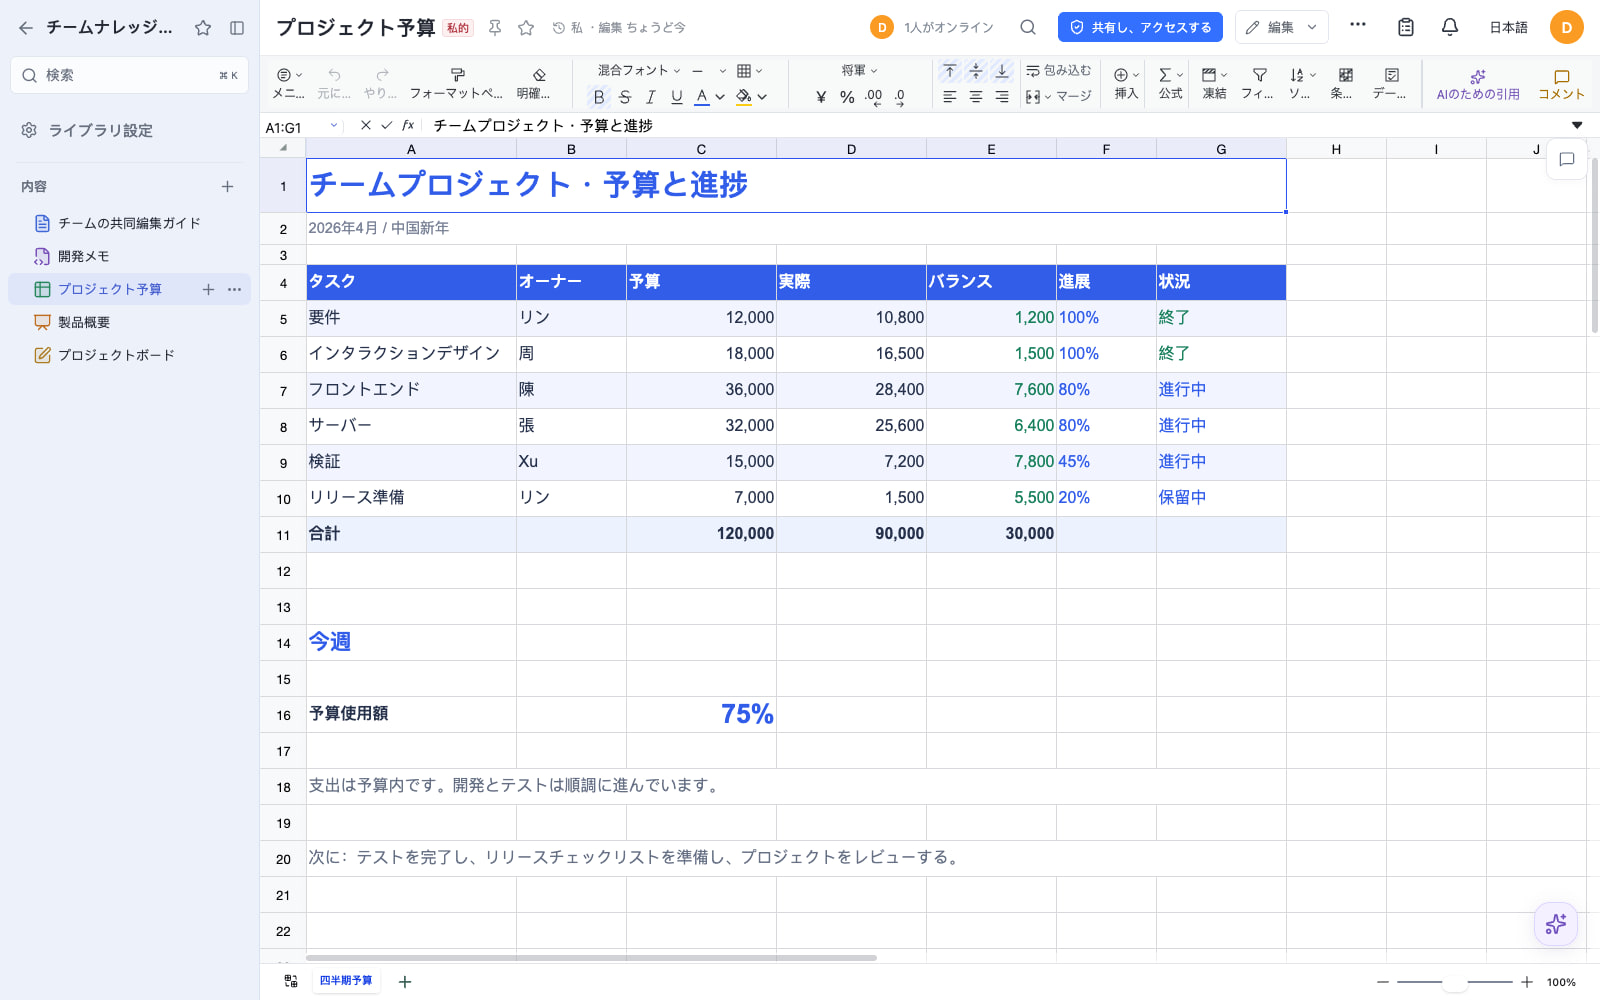 チームナレッジ...
検索
⌘ K
ライブラリ設定
内容
チームの共同編集ガイド
開発メモ
プロジェクト予算
製品概要
プロジェクトボード
プロジェクト予算 私的 私 · 編集 ちょうど今
D 1人がオンライン
共有し、アクセスする
編集
日本語
D
メニ...
元に...
やり...
フォーマットペ...
明確...
混合フォント
B S I U A
将軍
¥ % .00 .0
包み込む
マージ
挿入
公式
凍結
フィ...
ソ...
条...
デー...
AIのための引用
コメント
A1:G1 fx チームプロジェクト・予算と進捗
A B C D E F G H I J
1 チームプロジェクト・予算と進捗
2 2026年4月 / 中国新年
3
4 タスク オーナー 予算 実際 バランス 進展 状況
5 要件 リン 12,000 10,800 1,200 100% 終了
6 インタラクションデザイン 周 18,000 16,500 1,500 100% 終了
7 フロントエンド 陳 36,000 28,400 7,600 80% 進行中
8 サーバー 張 32,000 25,600 6,400 80% 進行中
9 検証 Xu 15,000 7,200 7,800 45% 進行中
10 リリース準備 リン 7,000 1,500 5,500 20% 保留中
11 合計 120,000 90,000 30,000
12
13
14 今週
15
16 予算使用額 75%
17
18 支出は予算内です。開発とテストは順調に進んでいます。
19
20 次に：テストを完了し、リリースチェックリストを準備し、プロジェクトをレビューする。
21
22
四半期予算
100%